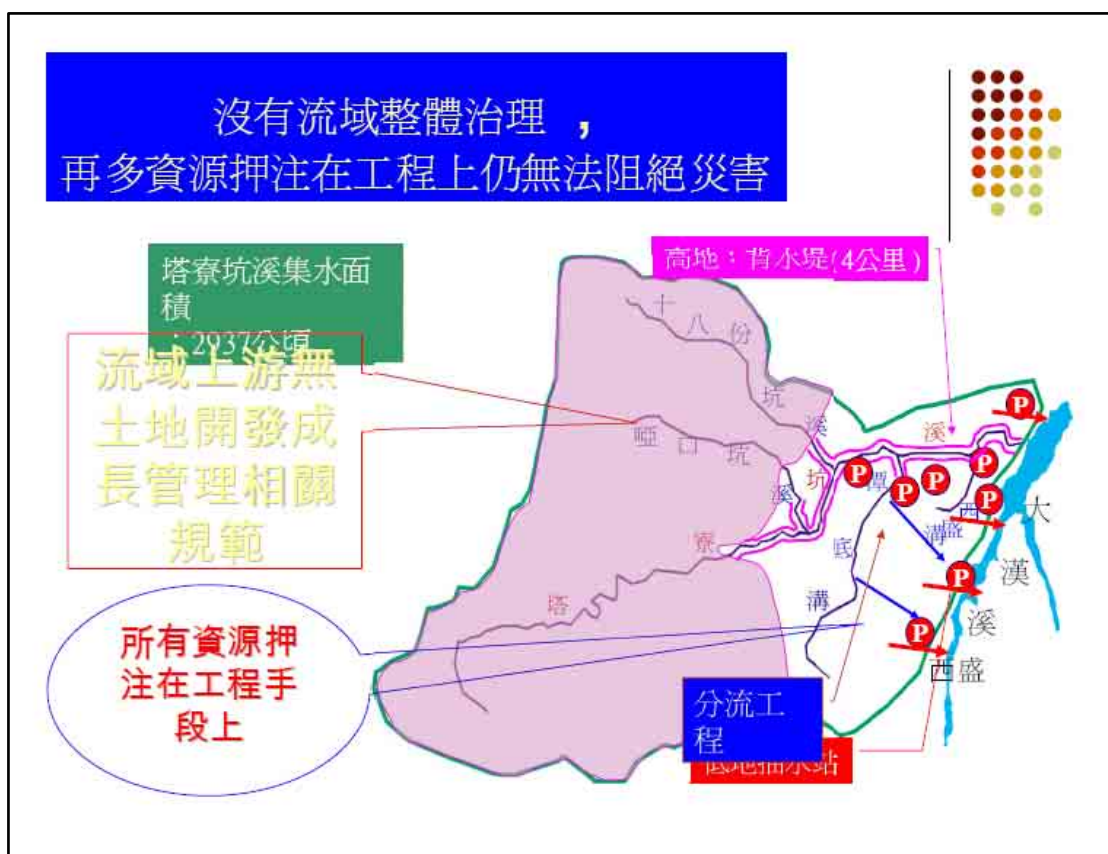 沒有流域整體治理 ，
再多資源押注在工程上仍無法阻絕災害
塔寮坑溪集水面
積
：2937公頃
高地：背水堤(4公里)
流域上游無
土地開發成
長管理相關
規範
所有資源押
注在工程手
段上
十八份坑溪
啞口坑溪
塔寮坑溪
潭底溝
西盛溝
大漢溪
西盛
P
P
P
P
P
P
P
P
分流工
程
低地抽水站